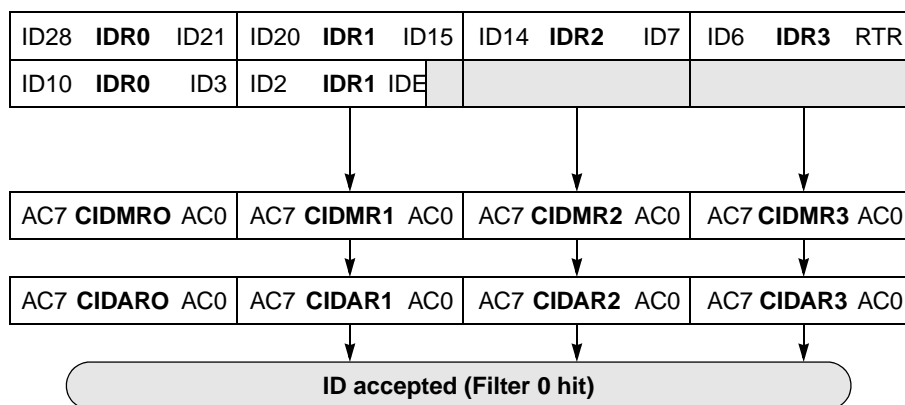 ID28 IDR0 ID21 ID20 IDR1 ID15 ID14 IDR2 ID7 ID6 IDR3 RTR
ID10 IDR0 ID3 ID2 IDR1 IDE
AC7 CIDMRO AC0 AC7 CIDMR1 AC0 AC7 CIDMR2 AC0 AC7 CIDMR3 AC0
AC7 CIDARO AC0 AC7 CIDAR1 AC0 AC7 CIDAR2 AC0 AC7 CIDAR3 AC0
ID accepted (Filter 0 hit)